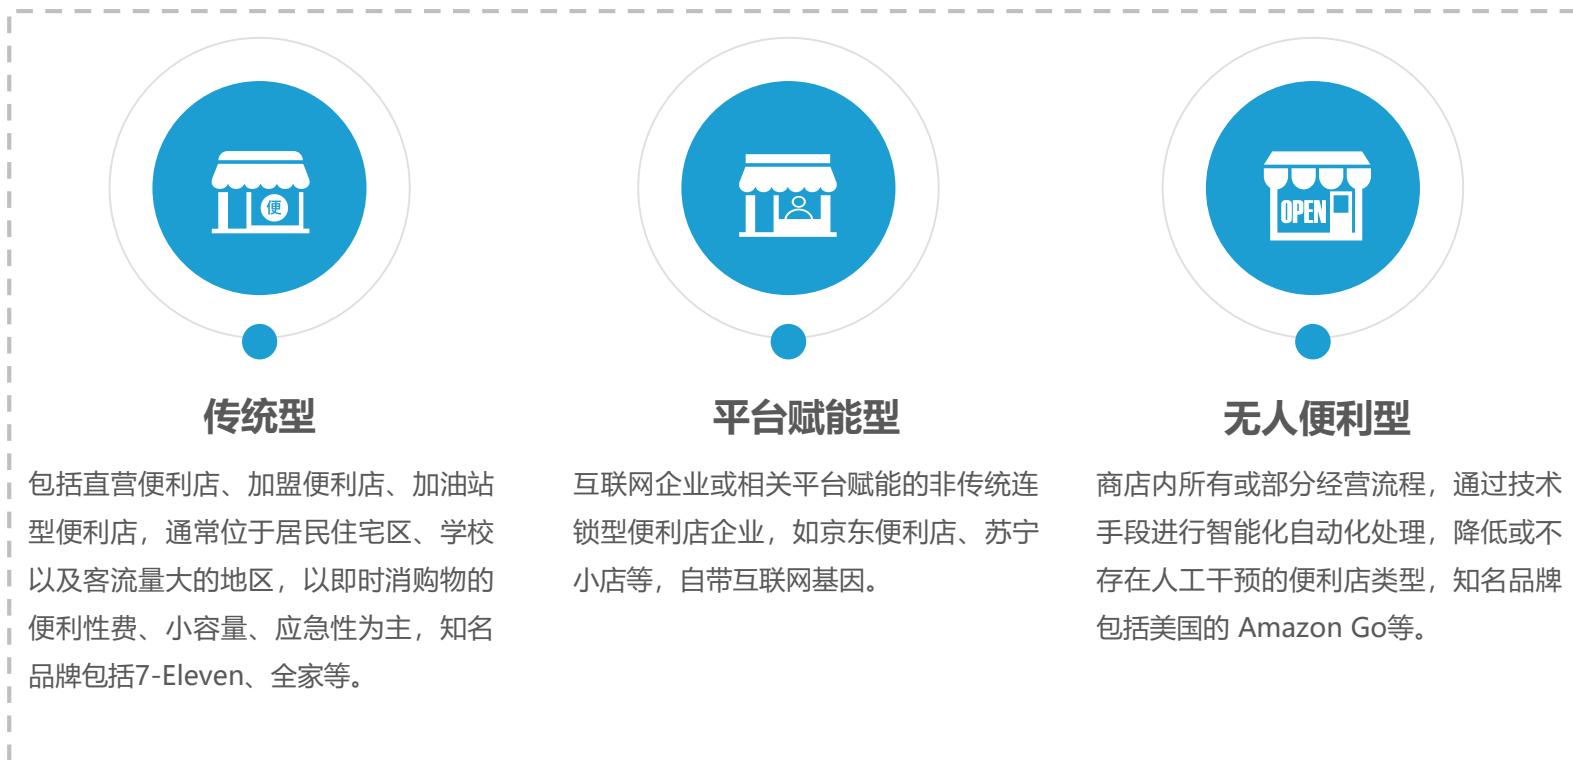 便
OPEN
传统型
包括直营便利店、加盟便利店、加油站
型便利店，通常位于居民住宅区、学校
以及客流量大的地区，以即时消购物的
便利性费、小容量、应急性为主，知名
品牌包括7-Eleven、全家等。
平台赋能型
互联网企业或相关平台赋能的非传统连
锁型便利店企业，如京东便利店、苏宁
小店等，自带互联网基因。
无人便利型
商店内所有或部分经营流程，通过技术
手段进行智能化自动化处理，降低或不
存在人工干预的便利店类型，知名品牌
包括美国的 Amazon Go等。